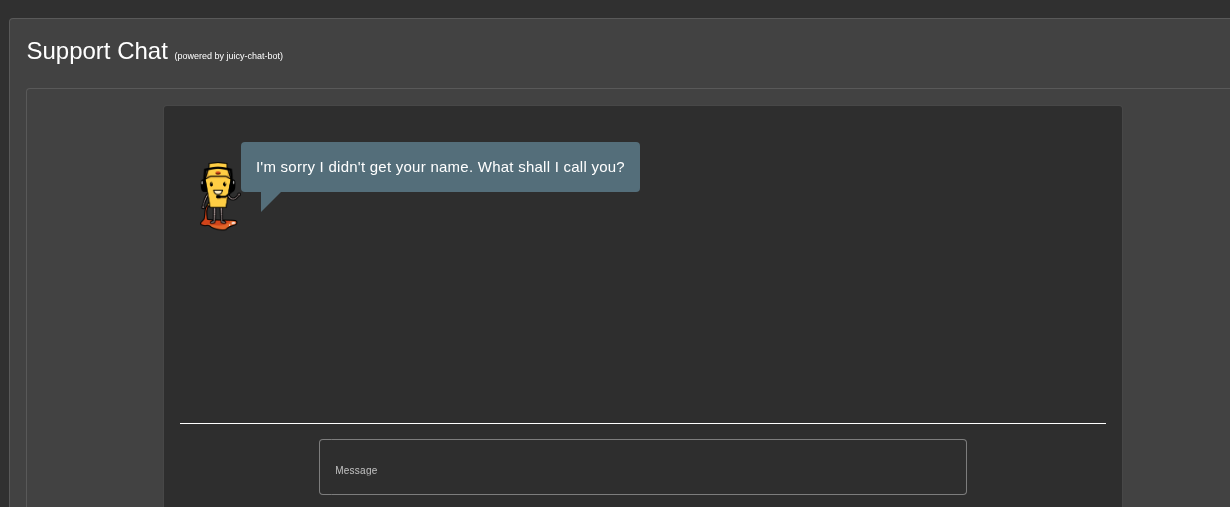 Support Chat (powered by juicy-chat-bot)
I'm sorry I didn't get your name. What shall I call you?
Message